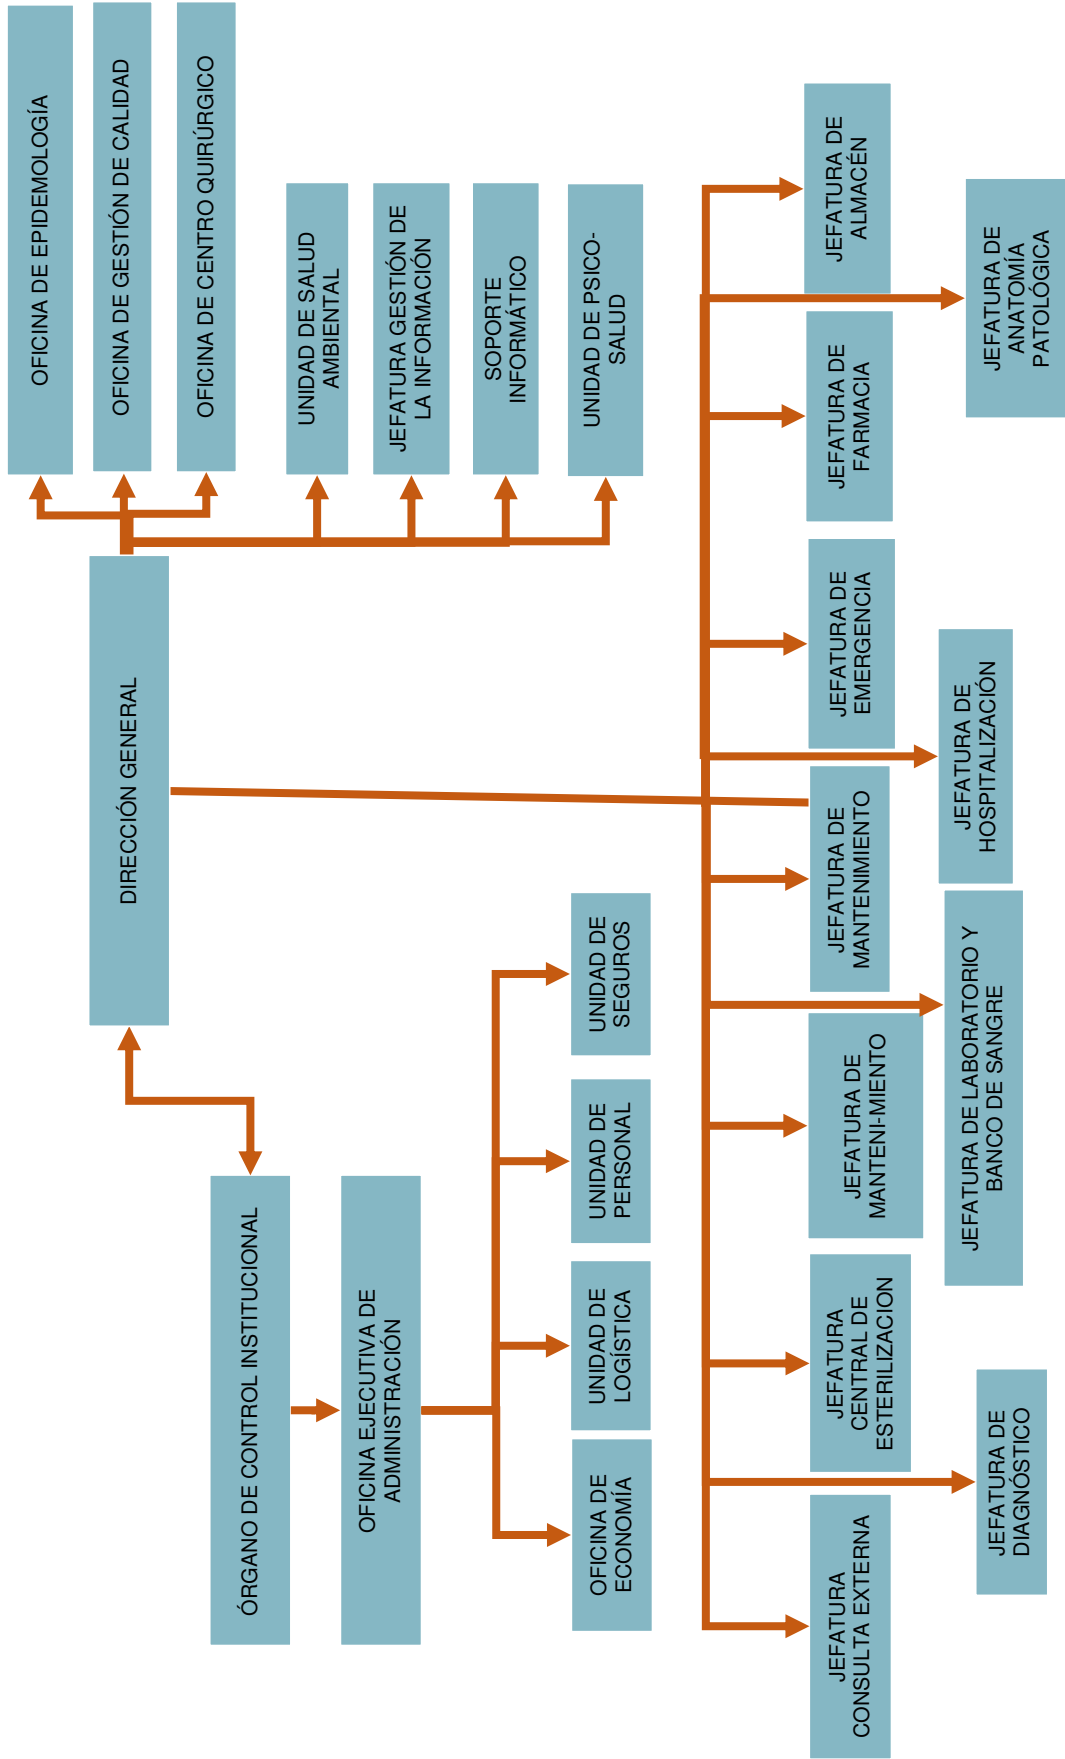 OFICINA DE EPIDEMOLOGÍA
OFICINA DE GESTIÓN DE CALIDAD
OFICINA DE CENTRO QUIRÚRGICO
DIRECCIÓN GENERAL
UNIDAD DE SALUD
AMBIENTAL
JEFATURA GESTIÓN DE
LA INFORMACIÓN
SOPORTE
INFORMÁTICO
UNIDAD DE PSICO-
SALUD
ÓRGANO DE CONTROL INSTITUCIONAL
OFICINA EJECUTIVA DE
ADMINISTRACIÓN
OFICINA DE
ECONOMÍA
UNIDAD DE
LOGÍSTICA
UNIDAD DE
PERSONAL
UNIDAD DE
SEGUROS
JEFATURA
CONSULTA EXTERNA
JEFATURA
CENTRAL DE
ESTERILIZACION
JEFATURA DE
MANTENI-MIENTO
JEFATURA DE
MANTENIMIENTO
JEFATURA DE
EMERGENCIA
JEFATURA DE
FARMACIA
JEFATURA DE
ALMACÉN
JEFATURA DE
DIAGNÓSTICO
JEFATURA DE LABORATORIO Y
BANCO DE SANGRE
JEFATURA DE
HOSPITALIZACIÓN
JEFATURA DE
ANATOMÍA
PATOLÓGICA